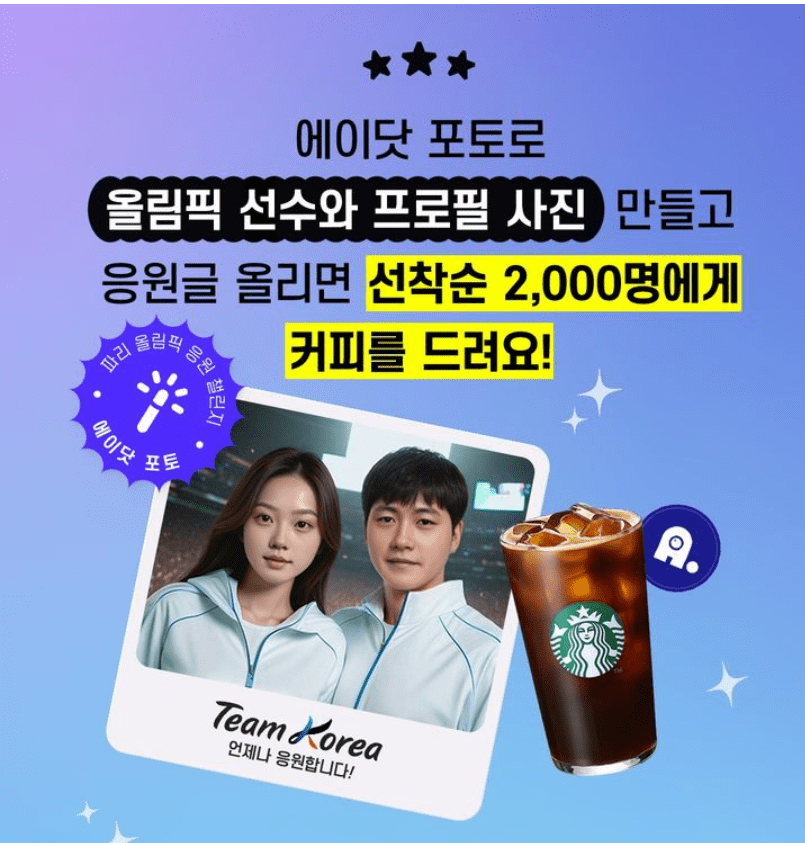 에이닷 포토로
올림픽 선수와 프로필 사진 만들고
응원글 올리면 선착순 2,000명에게
커피를 드려요!
파리 올림픽 응원 챌린지
에이닷 포토
A.
Team Korea
언제나 응원합니다!
TM